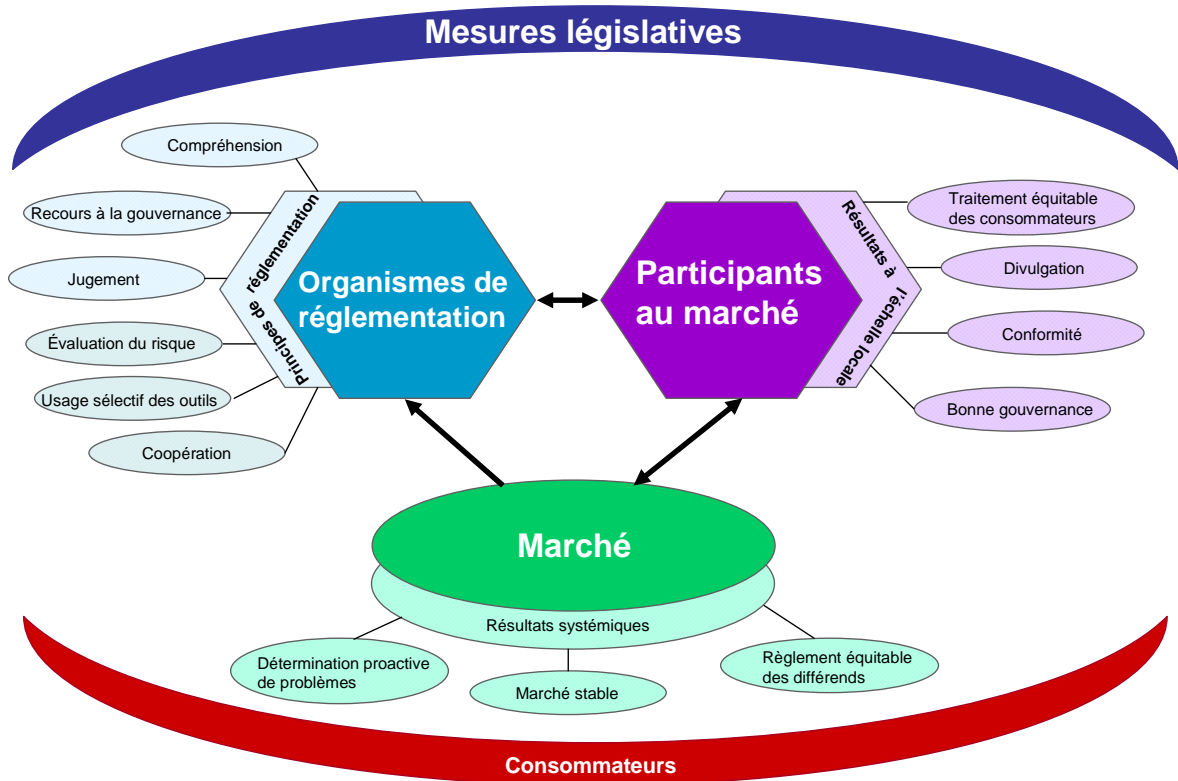 Mesures législatives
Compréhension
Recours à la gouvernance
Jugement
Évaluation du risque
Usage sélectif des outils
Coopération
Principes de réglementation
Organismes de
réglementation
Participants
au marché
Résultats à l'échelle locale
Traitement équitable
des consommateurs
Divulgation
Conformité
Bonne gouvernance
Marché
Résultats systémiques
Détermination proactive
de problèmes
Marché stable
Règlement équitable
des différends
Consommateurs